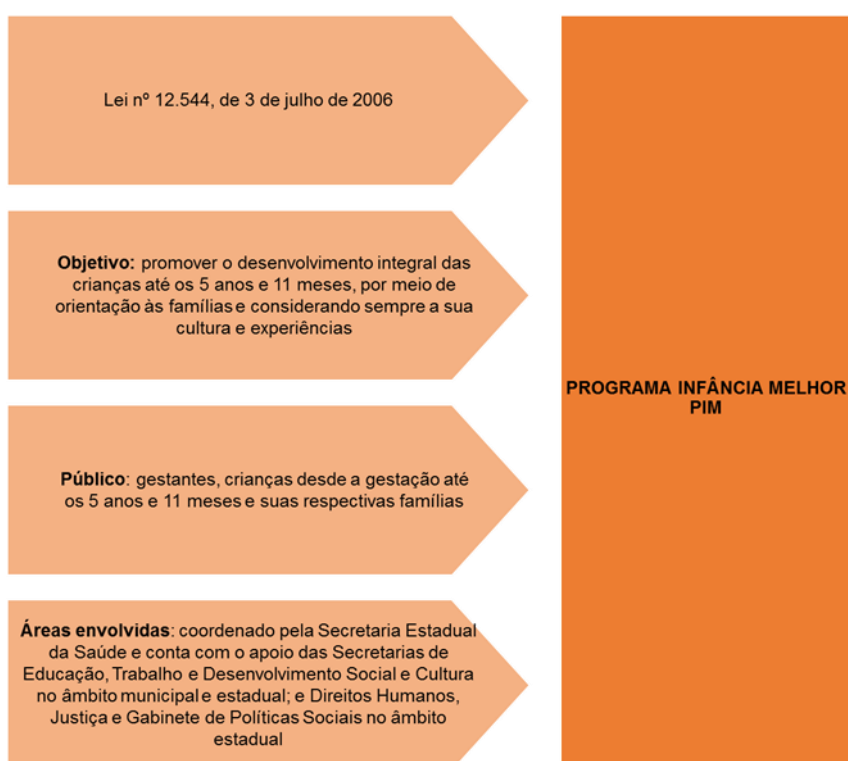 Lei nº 12.544, de 3 de julho de 2006
Objetivo: promover o desenvolvimento integral das
crianças até os 5 anos e 11 meses, por meio de
orientação às famílias e considerando sempre a sua
cultura e experiências
Público: gestantes, crianças desde a gestação até
os 5 anos e 11 meses e suas respectivas famílias
Áreas envolvidas: coordenado pela Secretaria Estadual
da Saúde e conta com o apoio das Secretarias de
Educação, Trabalho e Desenvolvimento Social e Cultura
no âmbito municipal e estadual; e Direitos Humanos,
Justiça e Gabinete de Políticas Sociais no âmbito
estadual
PROGRAMA INFÂNCIA MELHOR
PIM